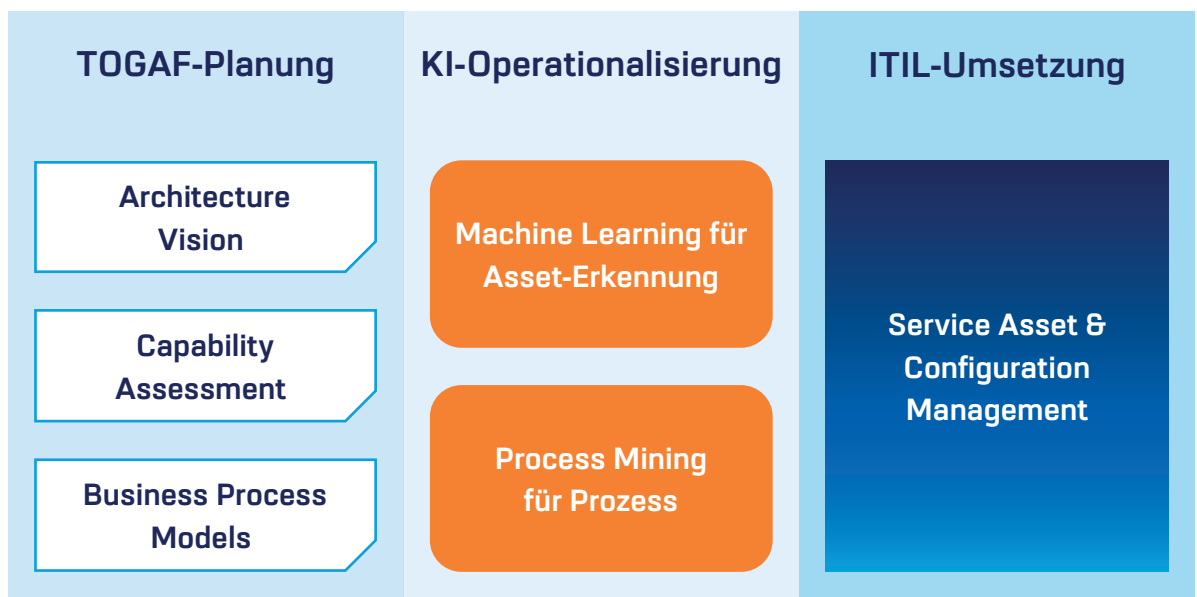 TOGAF-Planung
Architecture
Vision
Capability
Assessment
Business Process
Models
KI-Operationalisierung
Machine Learning für
Asset-Erkennung
Process Mining
für Prozess
ITIL-Umsetzung
Service Asset &
Configuration
Management